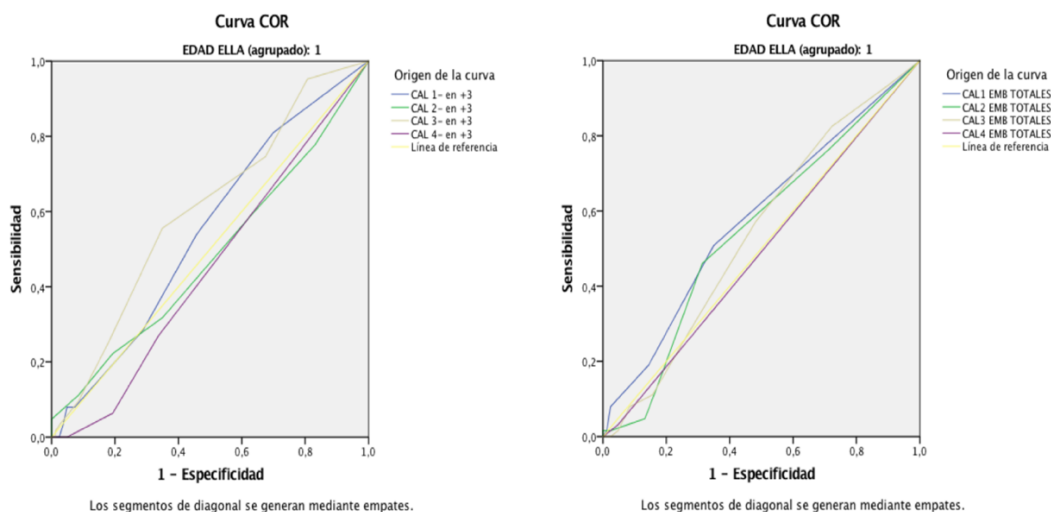 Curva COR
EDAD ELLA (agrupado): 1
Sensibilidad
1,0
0,8
0,6
0,4
0,2
0,0
0,0 0,2 0,4 0,6 0,8 1,0
1 - Especificidad
Origen de la curva
CAL 1- en +3
CAL 2- en +3
CAL 3- en +3
CAL 4- en +3
Línea de referencia
Los segmentos de diagonal se generan mediante empates.
Curva COR
EDAD ELLA (agrupado): 1
Sensibilidad
1,0
0,8
0,6
0,4
0,2
0,0
0,0 0,2 0,4 0,6 0,8 1,0
1 - Especificidad
Origen de la curva
CAL1 EMB TOTALES
CAL2 EMB TOTALES
CAL3 EMB TOTALES
CAL4 EMB TOTALES
Línea de referencia
Los segmentos de diagonal se generan mediante empates.